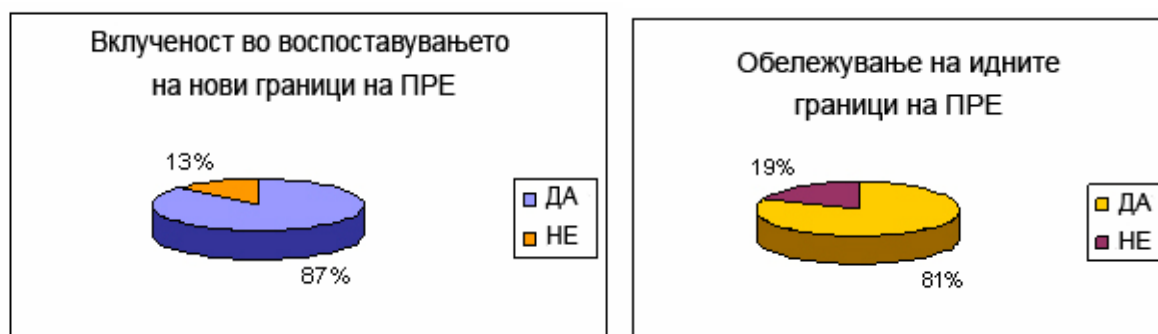 Вклученост во воспоставувањето
на нови граници на ПРЕ
13%
87%
ДА
НЕ
Обележување на идните
граници на ПРЕ
19%
81%
ДА
НЕ